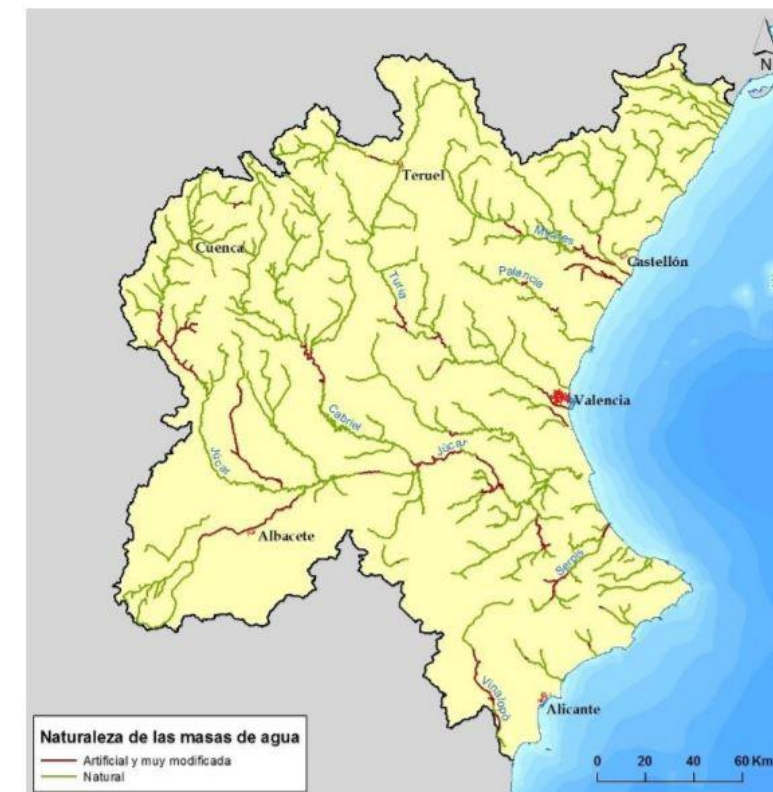 N
Teruel
Cuenca
Mijares
Castellón
Palancia
Turia
Valencia
Cabriel
Júcar
Júcar
Albacete
Serpis
Vinalopó
Alicante
Naturaleza de las masas de agua
Artificial y muy modificada
Natural
0 20 40 60 Km